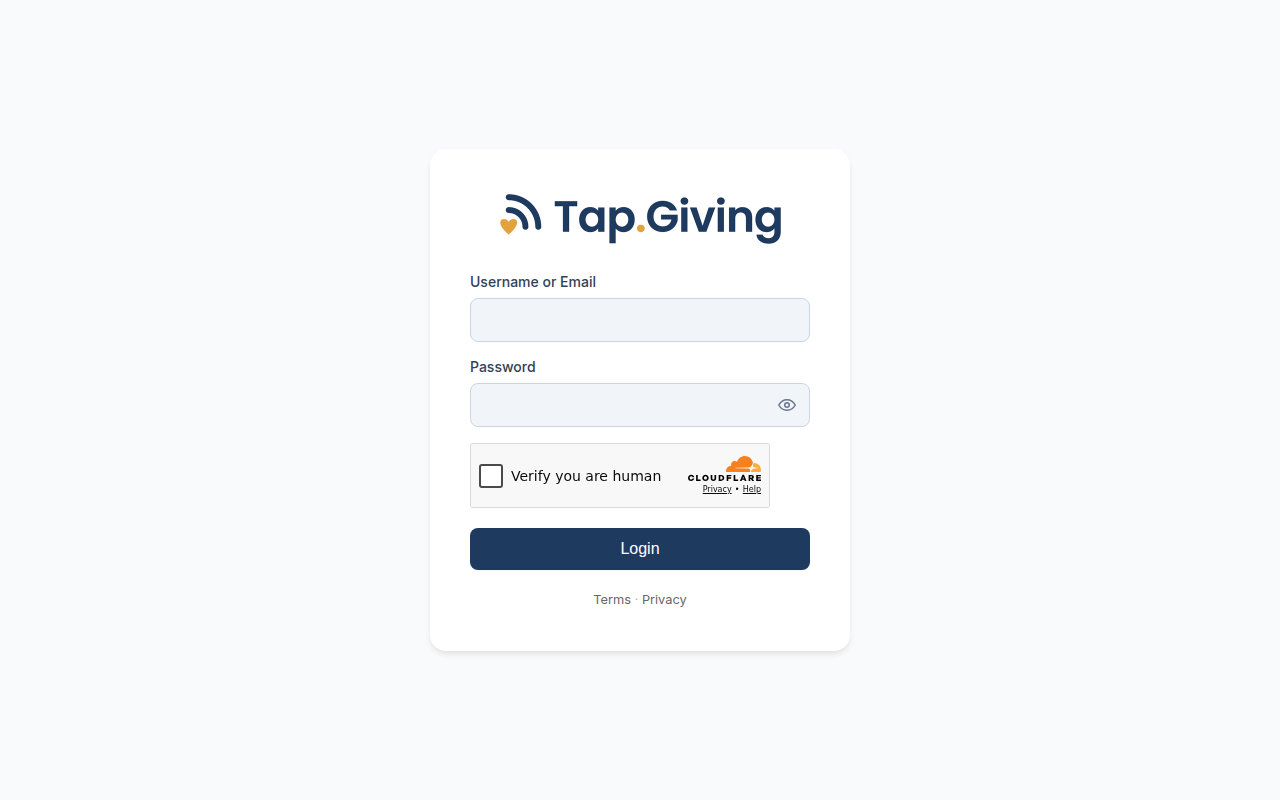 Tap.Giving
Username or Email
Password
Verify you are human
CLOUDFLARE
Privacy • Help
Login
Terms · Privacy